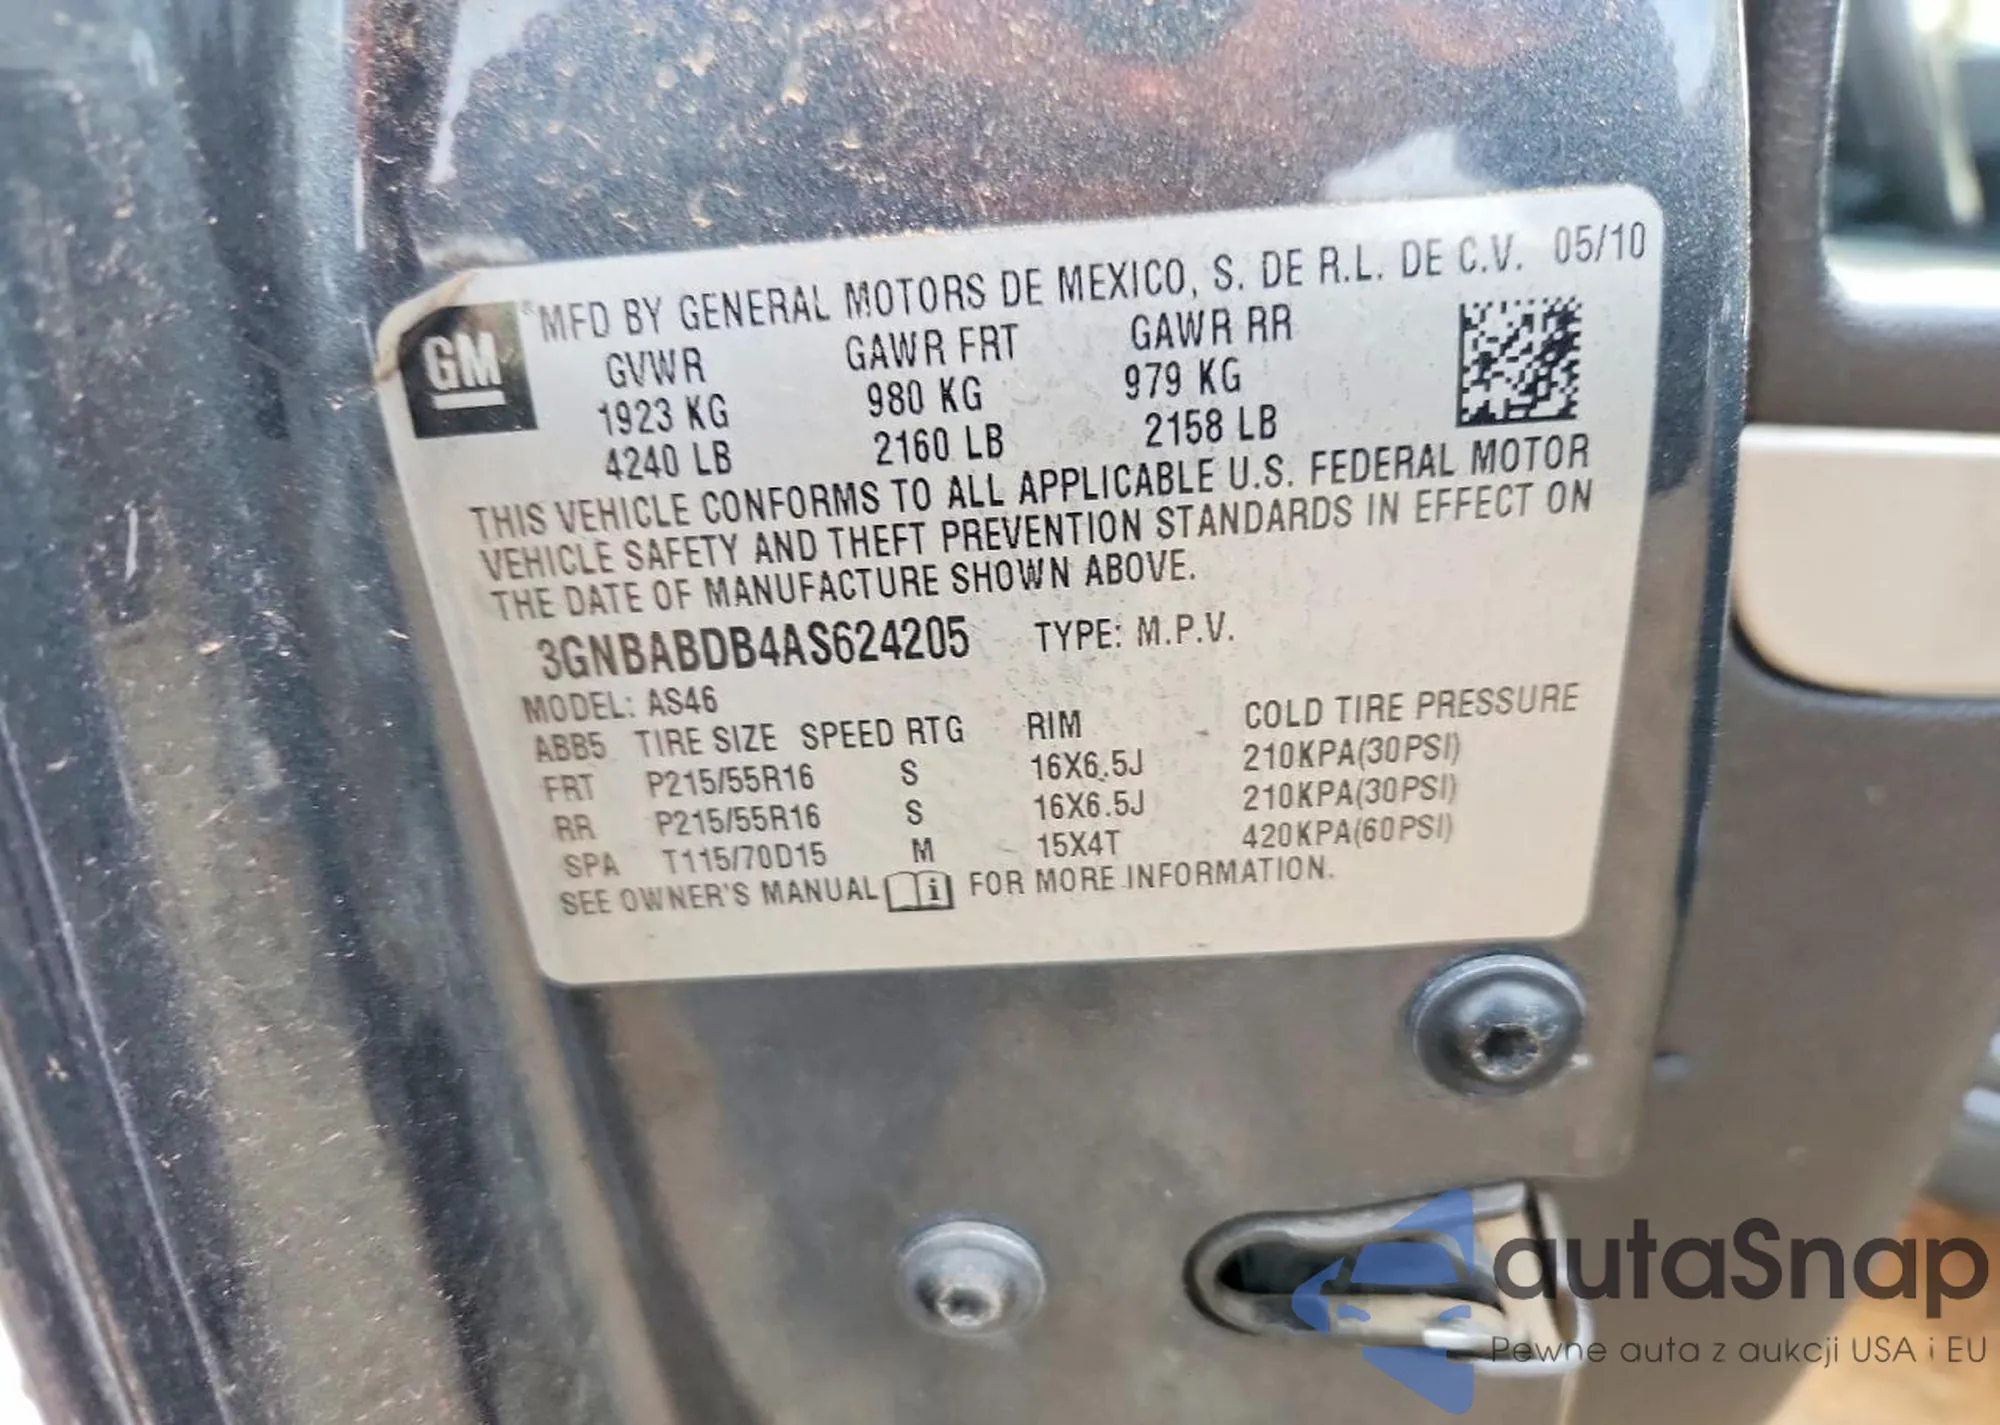 GM
®MFD BY GENERAL MOTORS DE MEXICO, S. DE R.L. DE C.V. 05/10
GVWR GAWR FRT GAWR RR
1923 KG 980 KG 979 KG
4240 LB 2160 LB 2158 LB
THIS VEHICLE CONFORMS TO ALL APPLICABLE U.S. FEDERAL MOTOR
VEHICLE SAFETY AND THEFT PREVENTION STANDARDS IN EFFECT ON
THE DATE OF MANUFACTURE SHOWN ABOVE.
3GNBABDB4AS624205 TYPE: M.P.V.
MODEL: AS46
ABB5 TIRE SIZE SPEED RTG RIM COLD TIRE PRESSURE
FRT P215/55R16 S 16X6.5J 210KPA(30PSI)
RR P215/55R16 S 16X6.5J 210KPA(30PSI)
SPA T115/70D15 M 15X4T 420KPA(60PSI)
SEE OWNER'S MANUAL FOR MORE INFORMATION.
autoSnap
Pewne auta z aukcji USA i EU